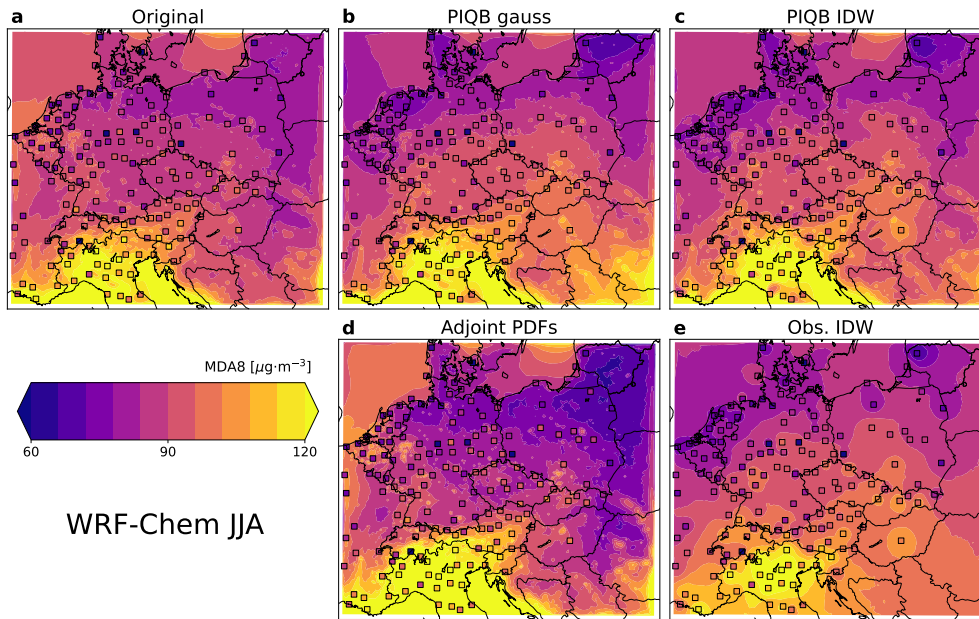 a Original
b PIQB gauss
c PIQB IDW
d Adjoint PDFs
e Obs. IDW
MDA8 [μg·m⁻³]
60 90 120
WRF-Chem JJA